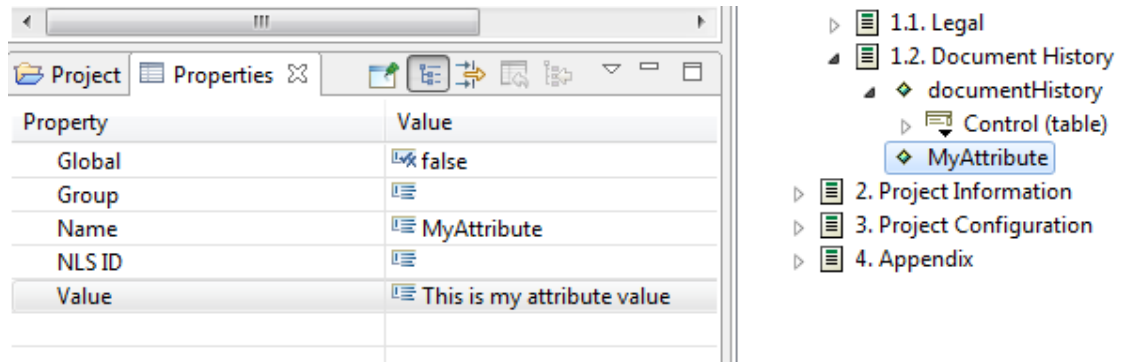 Project Properties
Property Value
Global false
Group
Name MyAttribute
NLS ID
Value This is my attribute value
1.1. Legal
1.2. Document History
documentHistory
Control (table)
MyAttribute
2. Project Information
3. Project Configuration
4. Appendix